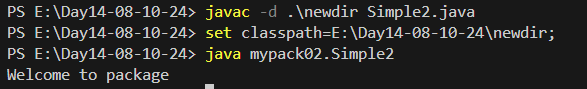 PS E:\Day14-08-10-24> javac -d .\newdir Simple2.java
PS E:\Day14-08-10-24> set classpath=E:\Day14-08-10-24\newdir;
PS E:\Day14-08-10-24> java mypack02.Simple2
Welcome to package